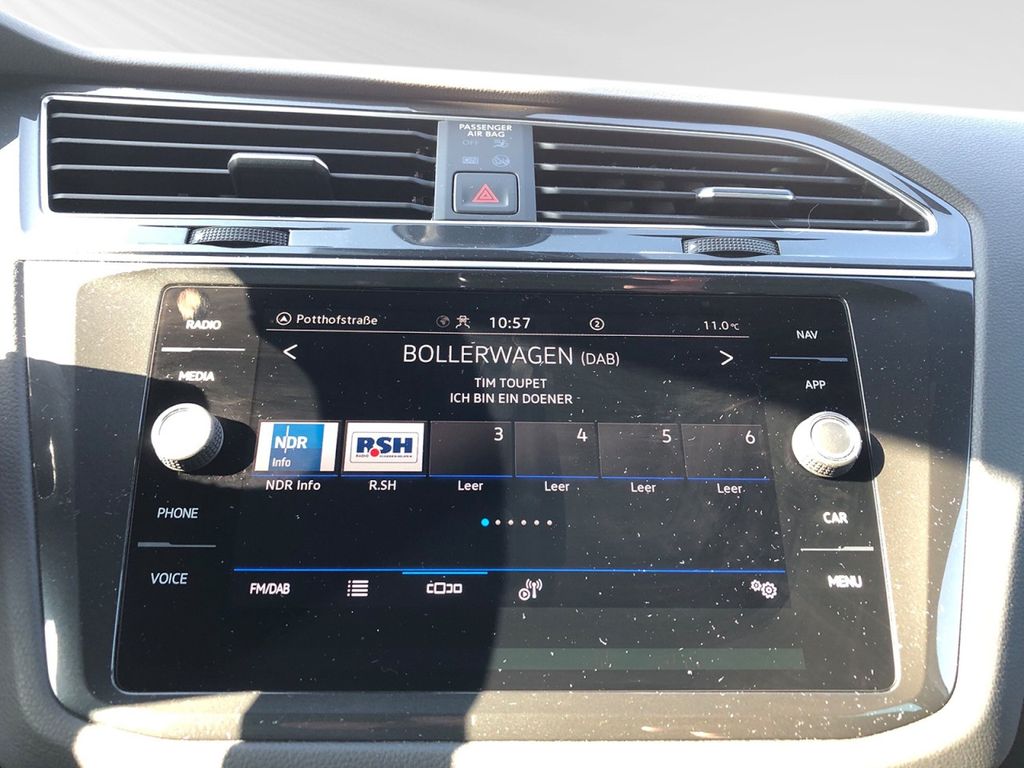 PASSENGER
AIR BAG
OFF
ON
RADIO
MEDIA
PHONE
VOICE
Potthofstraße
10:57
2
11.0°C
< BOLLERWAGEN (DAB) >
TIM TOUPET
ICH BIN EIN DOENER
NDR
Info
R.SH
3
4
5
6
NDR Info
R.SH
Leer
Leer
Leer
Leer
FM/DAB
NAV
APP
CAR
MENU